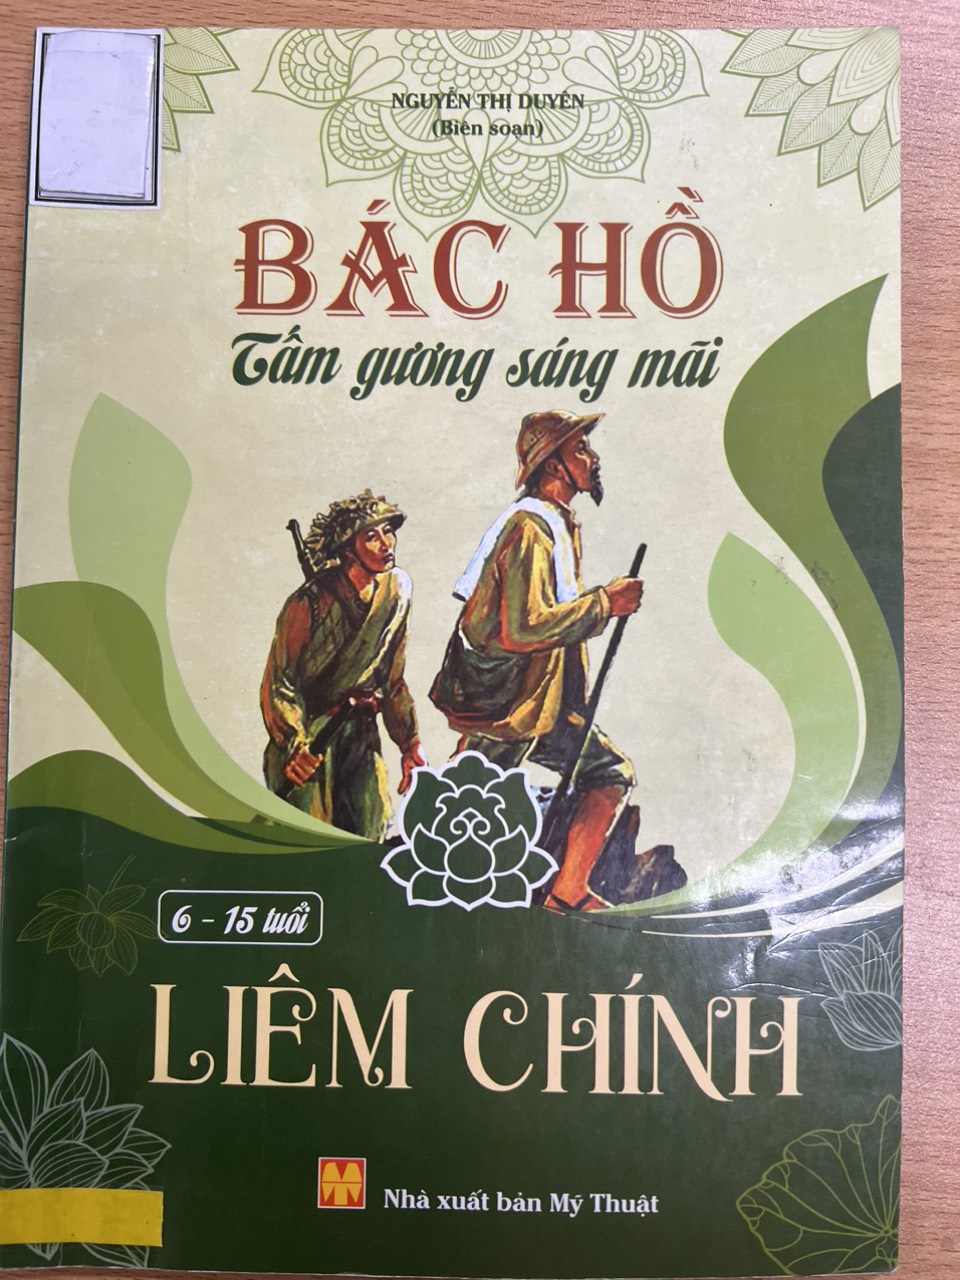 NGUYỄN THỊ DUYÊN
(Biên soạn)
BÁC HỒ
Tấm gương sáng mãi
6 - 15 tuổi
LIÊM CHÍNH
Nhà xuất bản Mỹ Thuật